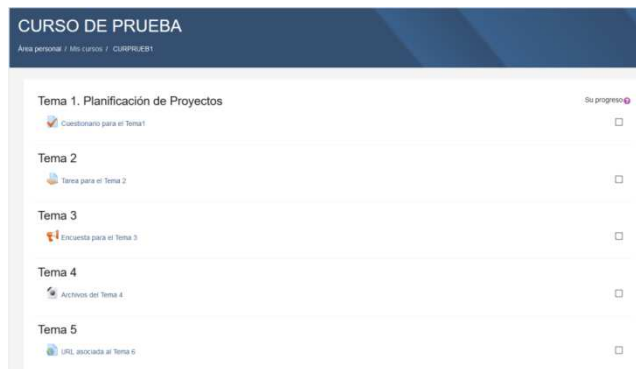 CURSO DE PRUEBA
Área personal / Mis cursos / CURPRUEB1
Tema 1. Planificación de Proyectos
Su progreso
Cuestionario para el Tema1
Tema 2
Tarea para el Tema 2
Tema 3
Encuesta para el Tema 3
Tema 4
Archivos del Tema 4
Tema 5
URL asociada al Tema 6